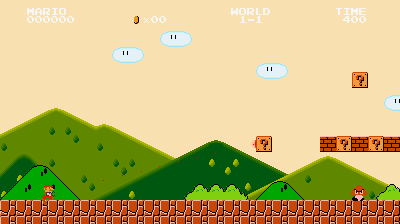 MARIO WORLD TIME
000000 x00 1-1 400
? 
? ? ?